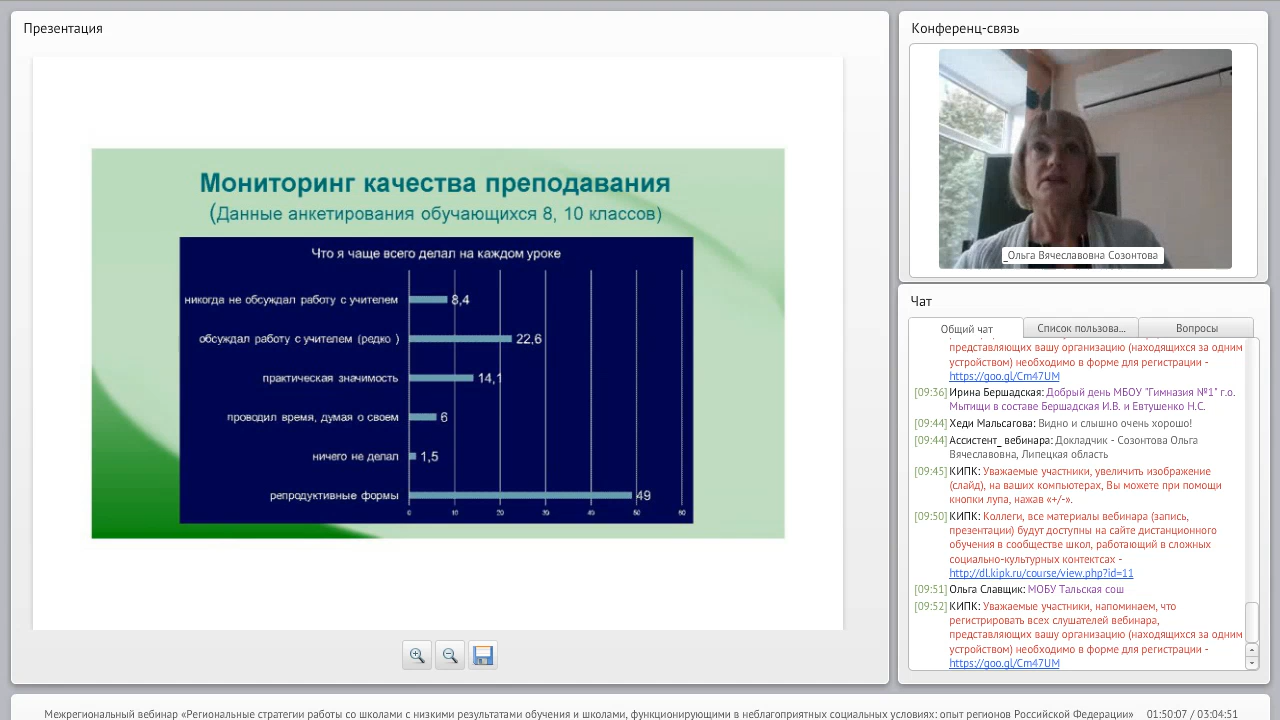 Презентация
Мониторинг качества преподавания
(Данные анкетирования обучающихся 8, 10 классов)
Что я чаще всего делал на каждом уроке
никогда не обсуждал работу с учителем 8,4
обсуждал работу с учителем (редко ) 22,6
практическая значимость 14,1
проводил время, думая о своем 6
ничего не делал 1,5
репродуктивные формы 49
0 10 20 30 40 50 60
Конференц-связь
_Ольга Вячеславовна Созонтова
Чат
Общий чат Список пользова... Вопросы
представляющих вашу организацию (находящихся за одним
устройством) необходимо в форме для регистрации -
https://goo.gl/Cm47UM
[09:36] Ирина Бершадская: Добрый день МБОУ "Гимназия №1" г.о.
Мытищи в составе Бершадская И.В. и Евтушенко Н.С.
[09:44] Хеди Мальсагова: Видно и слышно очень хорошо!
[09:44] Ассистент_ вебинара: Докладчик - Созонтова Ольга
Вячеславовна, Липецкая область
[09:45] КИПК: Уважаемые участники, увеличить изображение
(слайд), на ваших компьютерах, Вы можете при помощи
кнопки лупа, нажав «+/-».
[09:50] КИПК: Коллеги, все материалы вебинара (запись,
презентации) будут доступны на сайте дистанционного
обучения в сообществе школ, работающий в сложных
социально-культурных контектсах -
http://dl.kipk.ru/course/view.php?id=11
[09:51] Ольга Славщик: МОБУ Тальская сош
[09:52] КИПК: Уважаемые участники, напоминаем, что
регистрировать всех слушателей вебинара,
представляющих вашу организацию (находящихся за одним
устройством) необходимо в форме для регистрации -
https://goo.gl/Cm47UM
Межрегиональный вебинар «Региональные стратегии работы со школами с низкими результатами обучения и школами, функционирующими в неблагоприятных социальных условиях: опыт регионов Российской Федерации» 01:50:07 / 03:04:51